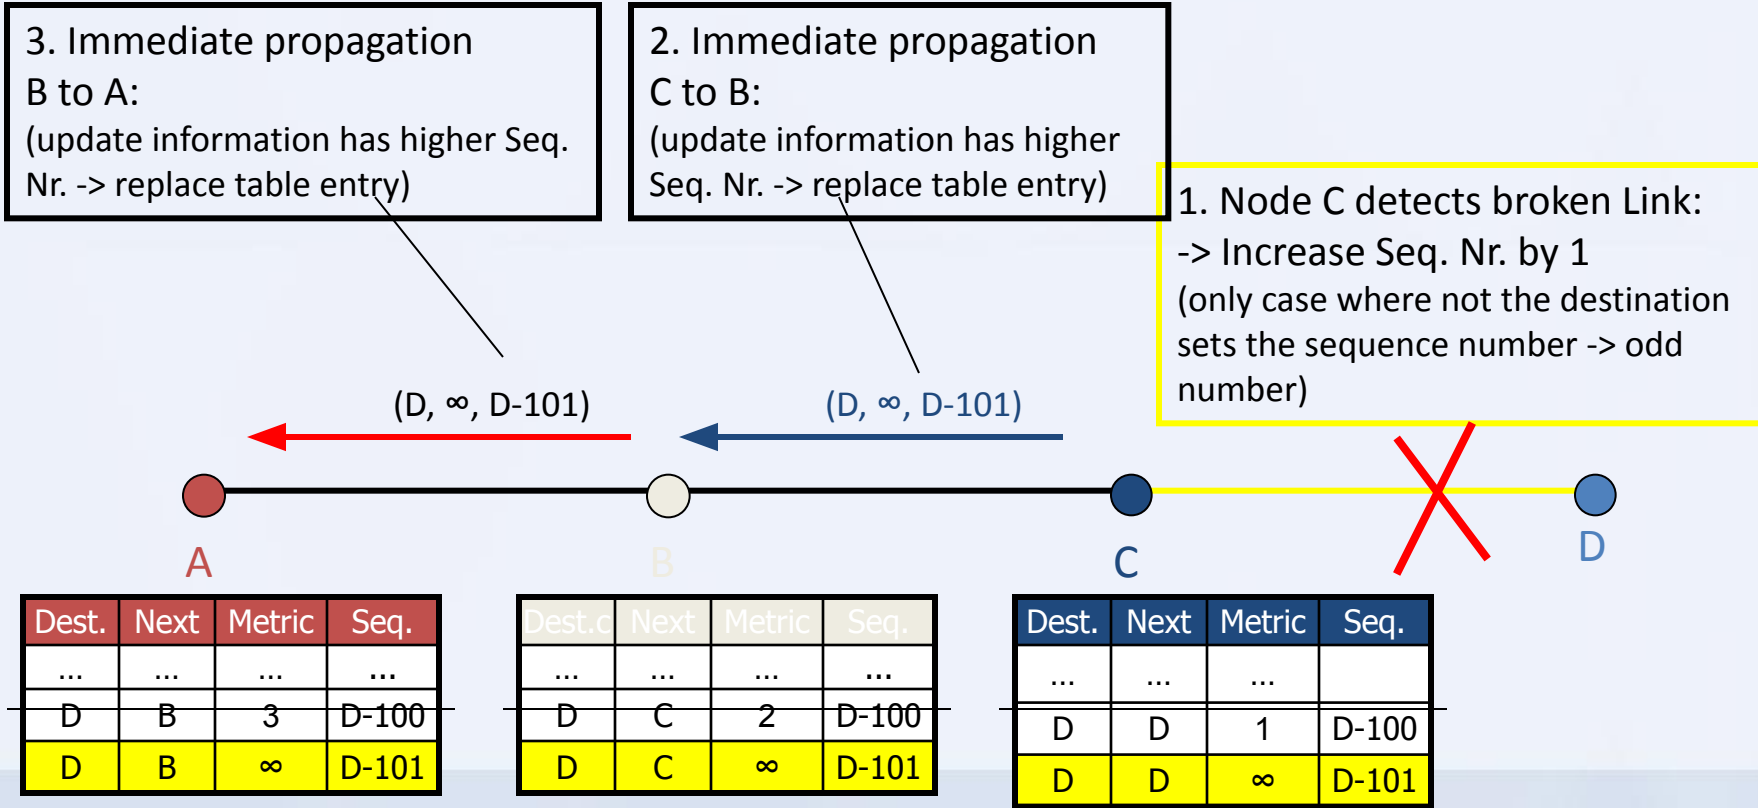 3. Immediate propagation
B to A:
(update information has higher Seq.
Nr. -> replace table entry)
2. Immediate propagation
C to B:
(update information has higher
Seq. Nr. -> replace table entry)
1. Node C detects broken Link:
-> Increase Seq. Nr. by 1
(only case where not the destination
sets the sequence number -> odd
number)
(D, ∞, D-101)
(D, ∞, D-101)
A
B
C
D
Dest. Next Metric Seq.
... ... ... ...
D B 3 D-100
D B ∞ D-101
Dest.c Next Metric Seq.
... ... ... ...
D C 2 D-100
D C ∞ D-101
Dest. Next Metric Seq.
... ... ...
D D 1 D-100
D D ∞ D-101